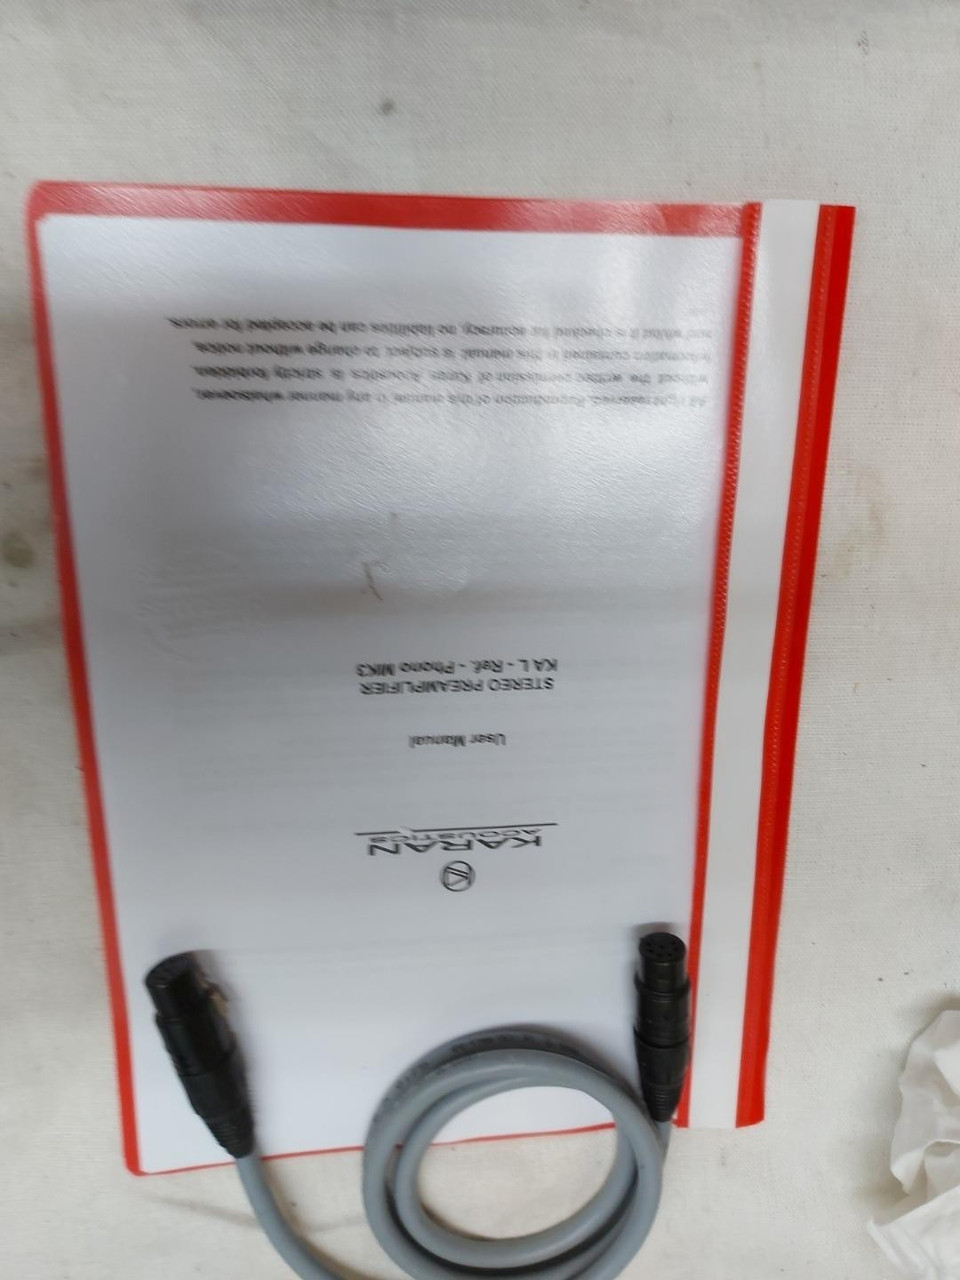 KARAN
ACOUSTICS
User Manual
STEREO PREAMPLIFIER
KA L - Ref. - Phono MK3
All right reserved. Reproduction of this manual in any manner whatsoever,
without the written permission of Karan Acoustics is strictly forbidden.
Information contained in this manual is subject to change without notice,
and whilst it is checked for accuracy, no liabilities can be accepted for errors.